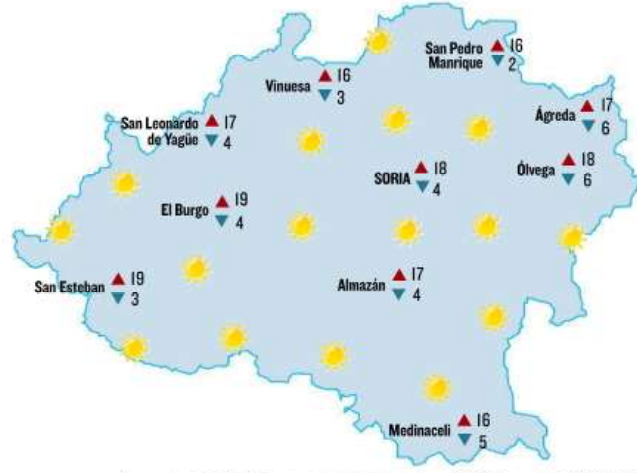 San Pedro
Manrique
16
2
Vinuesa
16
3
Ágreda
17
6
San Leonardo
de Yagüe
17
4
SORIA
18
4
Ólvega
18
6
El Burgo
19
4
San Esteban
19
3
Almazán
17
4
Medinaceli
16
5